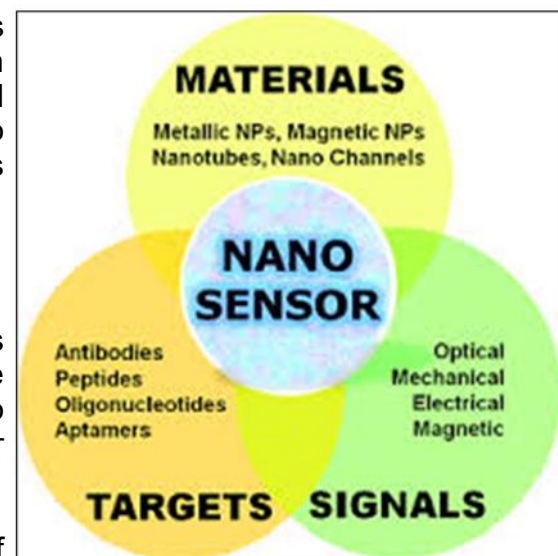 MATERIALS
Metallic NPs, Magnetic NPs
Nanotubes, Nano Channels
NANO
SENSOR
Antibodies
Peptides
Oligonucleotides
Aptamers
TARGETS
Optical
Mechanical
Electrical
Magnetic
SIGNALS